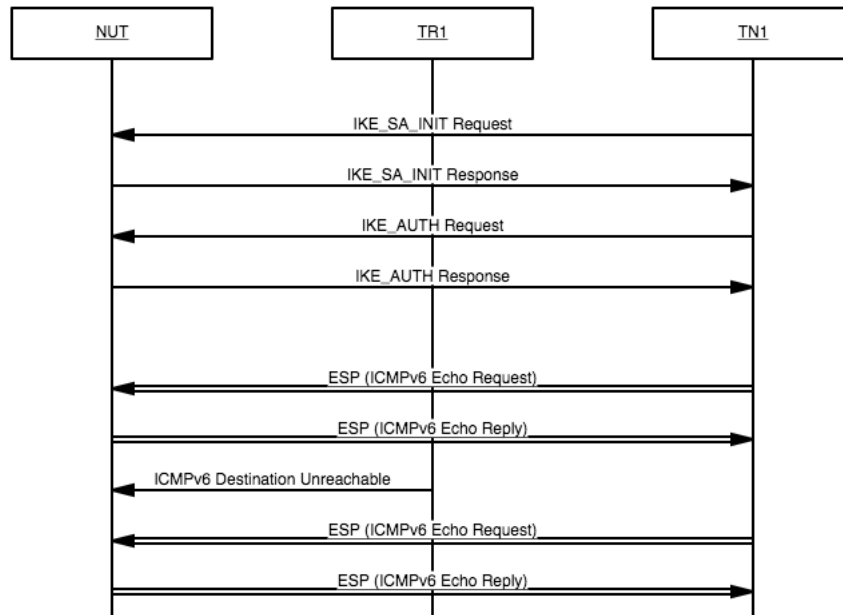 NUT TR1 TN1
IKE_SA_INIT Request
IKE_SA_INIT Response
IKE_AUTH Request
IKE_AUTH Response
ESP (ICMPv6 Echo Request)
ESP (ICMPv6 Echo Reply)
ICMPv6 Destination Unreachable
ESP (ICMPv6 Echo Request)
ESP (ICMPv6 Echo Reply)